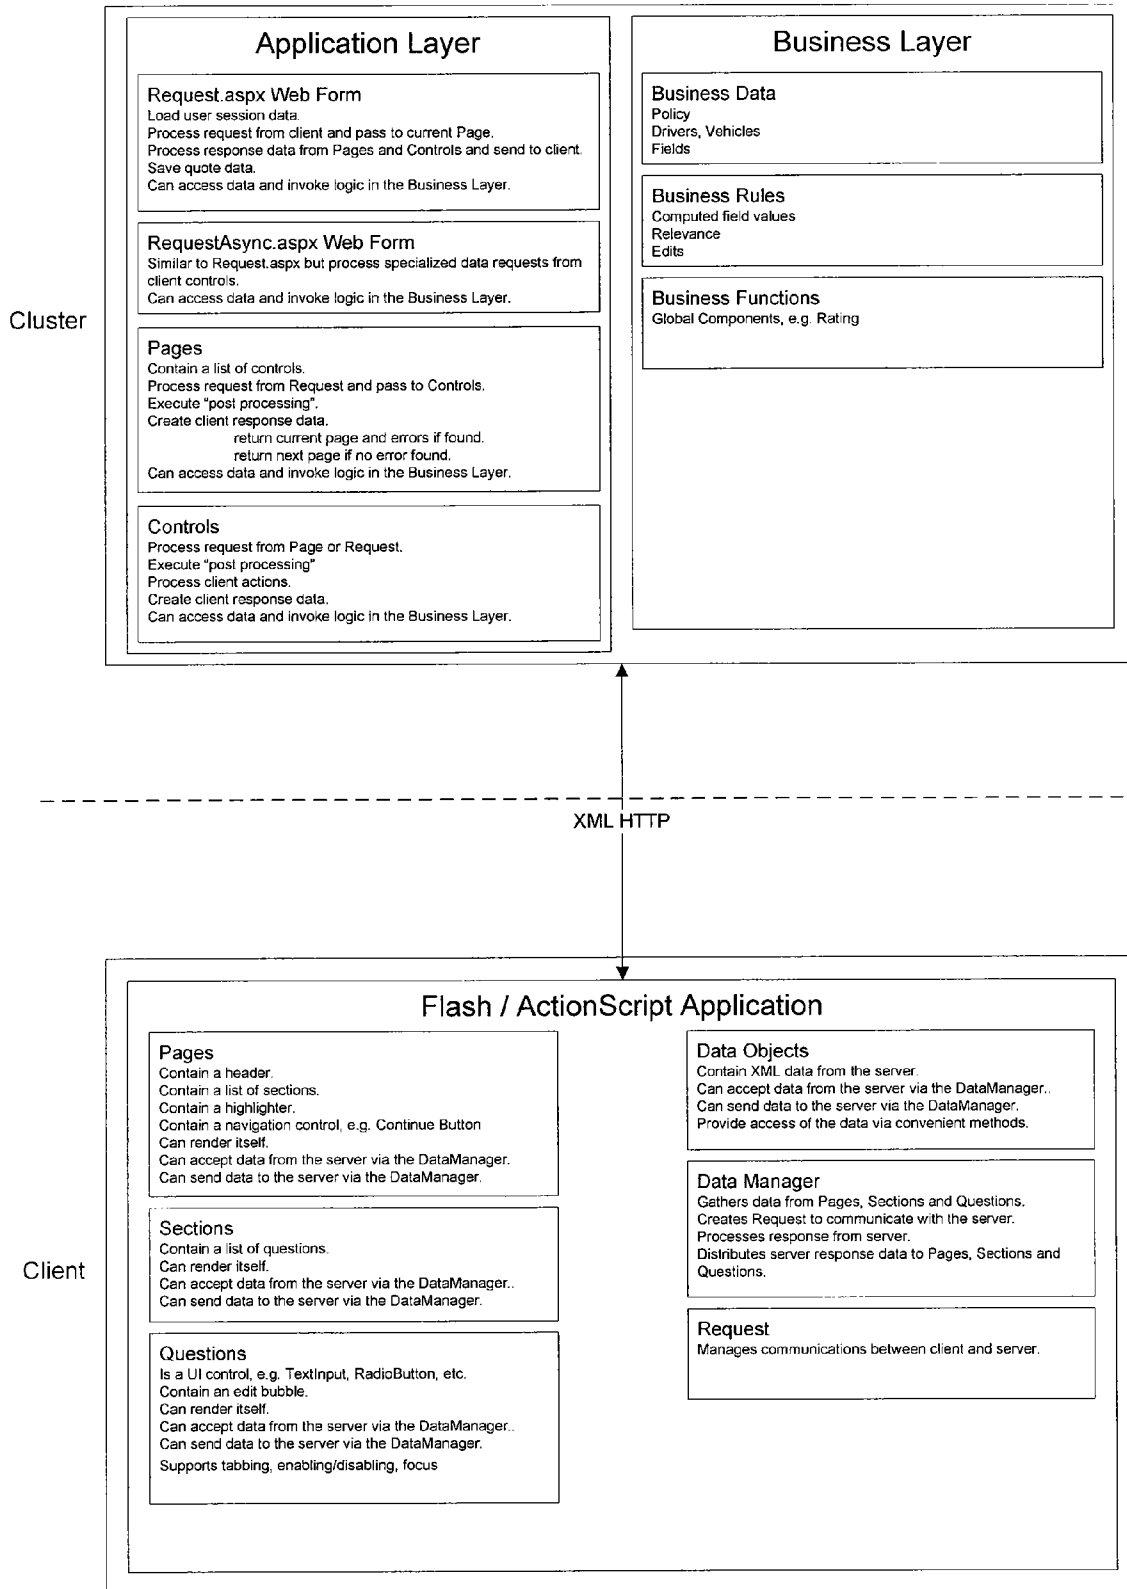 Application Layer
Request.aspx Web Form
Load user session data.
Process request from client and pass to current Page.
Process response data from Pages and Controls and send to client.
Save quote data.
Can access data and invoke logic in the Business Layer.
RequestAsync.aspx Web Form
Similar to Request.aspx but process specialized data requests from
client controls.
Can access data and invoke logic in the Business Layer.
Pages
Contain a list of controls.
Process request from Request and pass to Controls.
Execute “post processing”.
Create client response data.
return current page and errors if found.
return next page if no error found.
Can access data and invoke logic in the Business Layer.
Controls
Process request from Page or Request.
Execute “post processing”
Process client actions.
Create client response data.
Can access data and invoke logic in the Business Layer.
Business Layer
Business Data
Policy
Drivers, Vehicles
Fields
Business Rules
Computed field values
Relevance
Edits
Business Functions
Global Components, e.g. Rating
Cluster
XML HTTP
Client
Flash / ActionScript Application
Pages
Contain a header.
Contain a list of sections.
Contain a highlighter.
Contain a navigation control, e.g. Continue Button
Can render itself.
Can accept data from the server via the DataManager.
Can send data to the server via the DataManager.
Sections
Contain a list of questions.
Can render itself.
Can accept data from the server via the DataManager..
Can send data to the server via the DataManager.
Questions
Is a UI control, e.g. TextInput, RadioButton, etc.
Contain an edit bubble.
Can render itself.
Can accept data from the server via the DataManager..
Can send data to the server via the DataManager.
Supports tabbing, enabling/disabling, focus
Data Objects
Contain XML data from the server.
Can accept data from the server via the DataManager..
Can send data to the server via the DataManager.
Provide access of the data via convenient methods.
Data Manager
Gathers data from Pages, Sections and Questions.
Creates Request to communicate with the server.
Processes response from server.
Distributes server response data to Pages, Sections and
Questions.
Request
Manages communications between client and server.